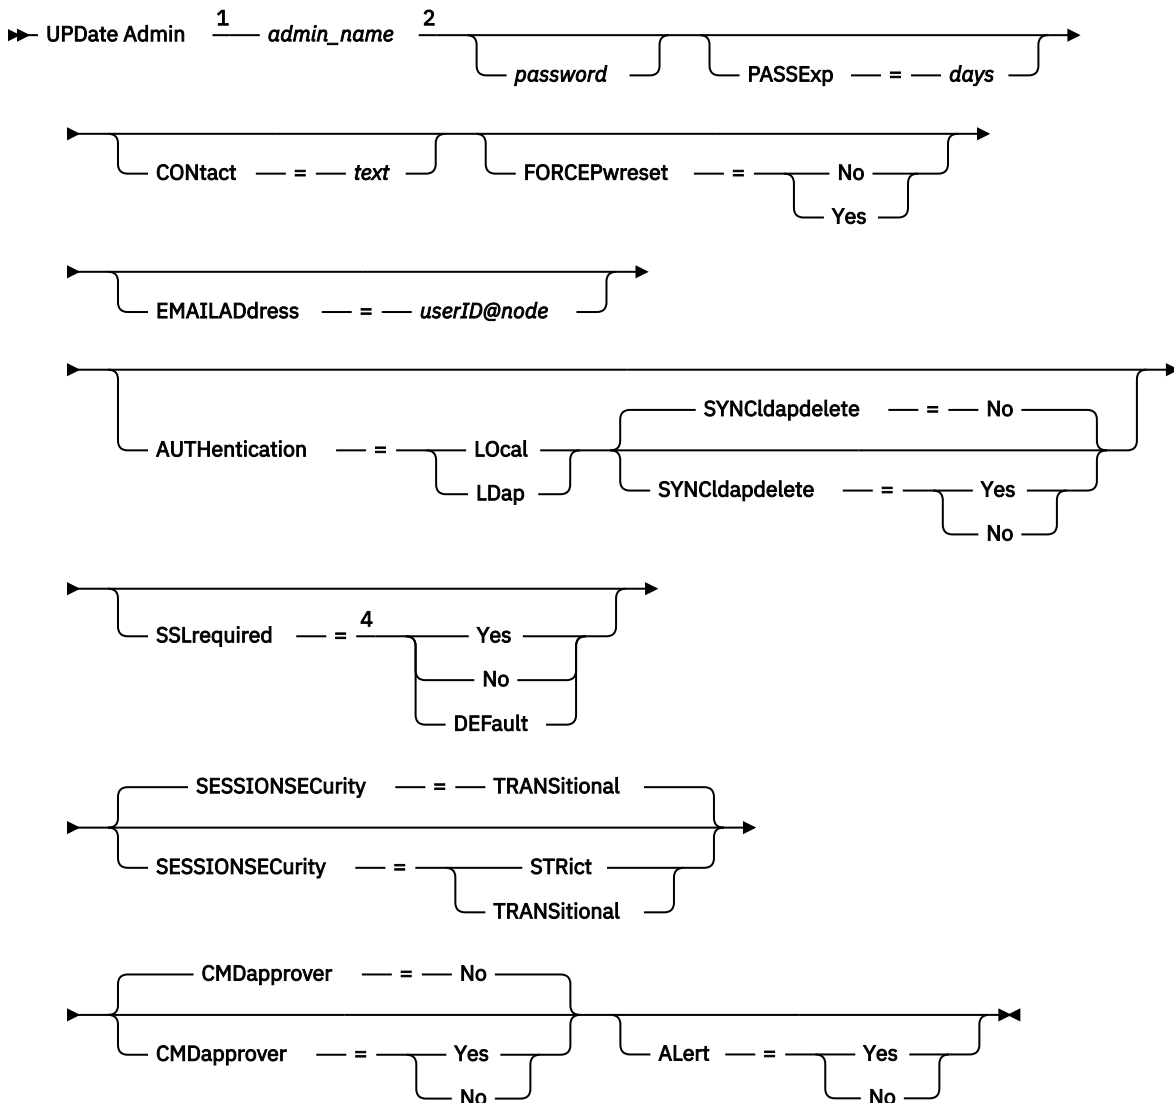 UPDate Admin 1 admin_name 2
password PASSExp = days
CONtact = text FORCEPwreset = No
Yes
EMAILADdress = userID@node
SYNCldapdelete = No
AUTHentication = LOcal
LDap SYNCldapdelete = Yes
No
SSLrequired = 4 Yes
No
DEFault
SESSIONSECurity = TRANSitional
SESSIONSECurity = STRict
TRANSitional
CMDapprover = No
CMDapprover = Yes ALert = Yes
No No